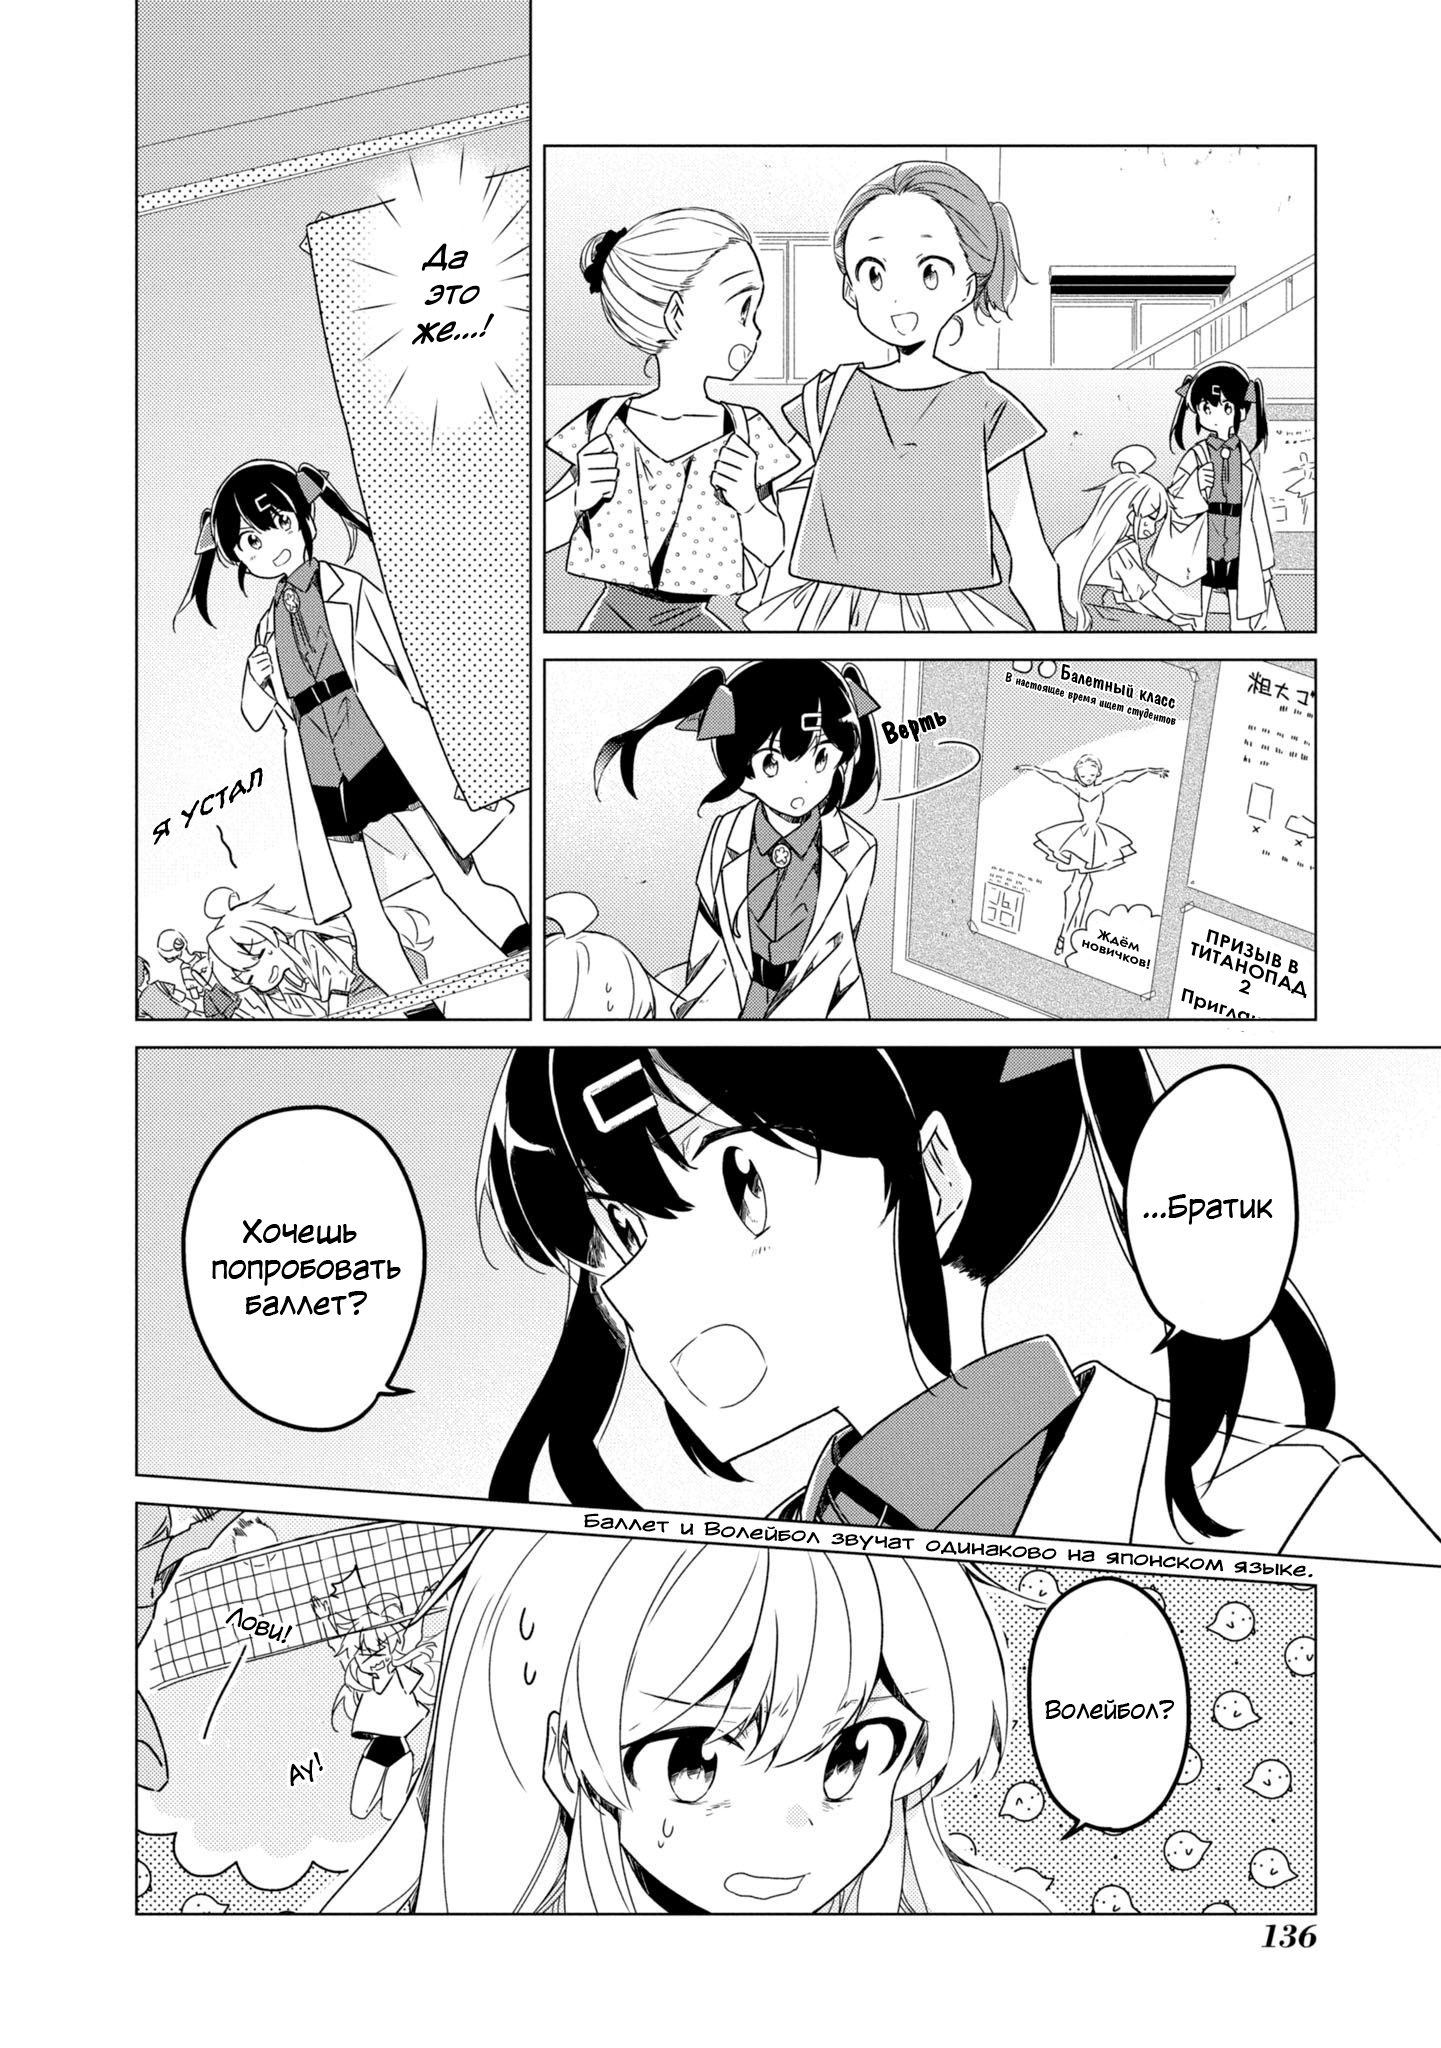 Балетный класс
В настоящее время ищет студентов
Верть
粗大ゴ
Ждём
новичков!
ПРИЗЫВ В
ТИТАНОПАД
2
Да
это
же...!
я устал
...Братик
Хочешь
попробовать
баллет?
Баллет и Волейбол звучат одинаково на японском языке.
Волейбол?
Лови!
Ау!
136